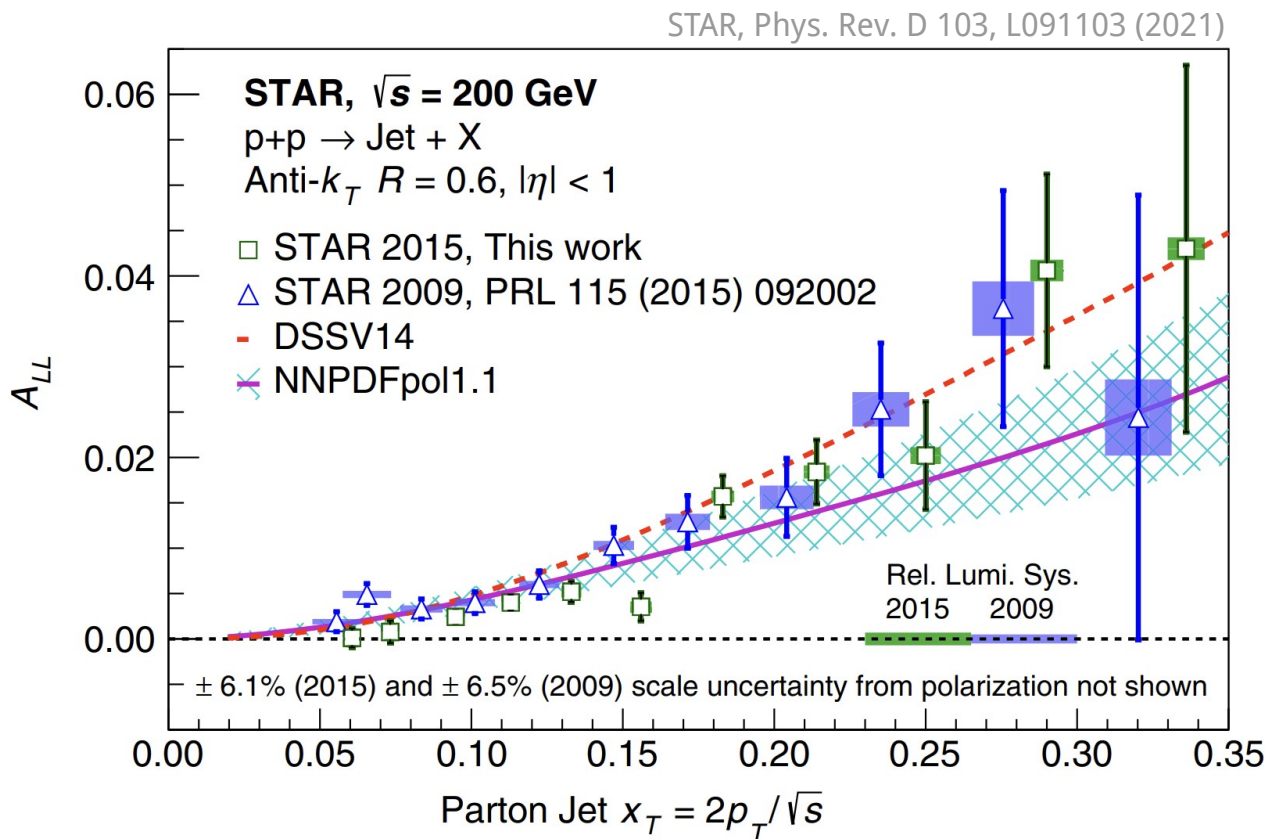 STAR, Phys. Rev. D 103, L091103 (2021)
STAR, √s = 200 GeV
p+p → Jet + X
Anti-k_T R = 0.6, |η| < 1
STAR 2015, This work
STAR 2009, PRL 115 (2015) 092002
DSSV14
NNPDFpol1.1
A_LL
0.06
0.04
0.02
0.00
Rel. Lumi. Sys.
2015 2009
± 6.1% (2015) and ± 6.5% (2009) scale uncertainty from polarization not shown
0.00 0.05 0.10 0.15 0.20 0.25 0.30 0.35
Parton Jet x_T = 2p_T/√s